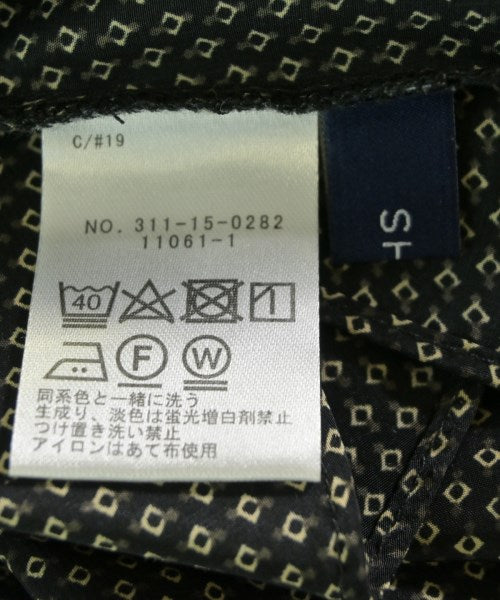 C/#19
NO. 311-15-0282
11061-1
40
F W
同系色と一緒に洗う
生成り、淡色は蛍光増白剤禁止
つけ置き洗い禁止
アイロンはあて布使用
SH